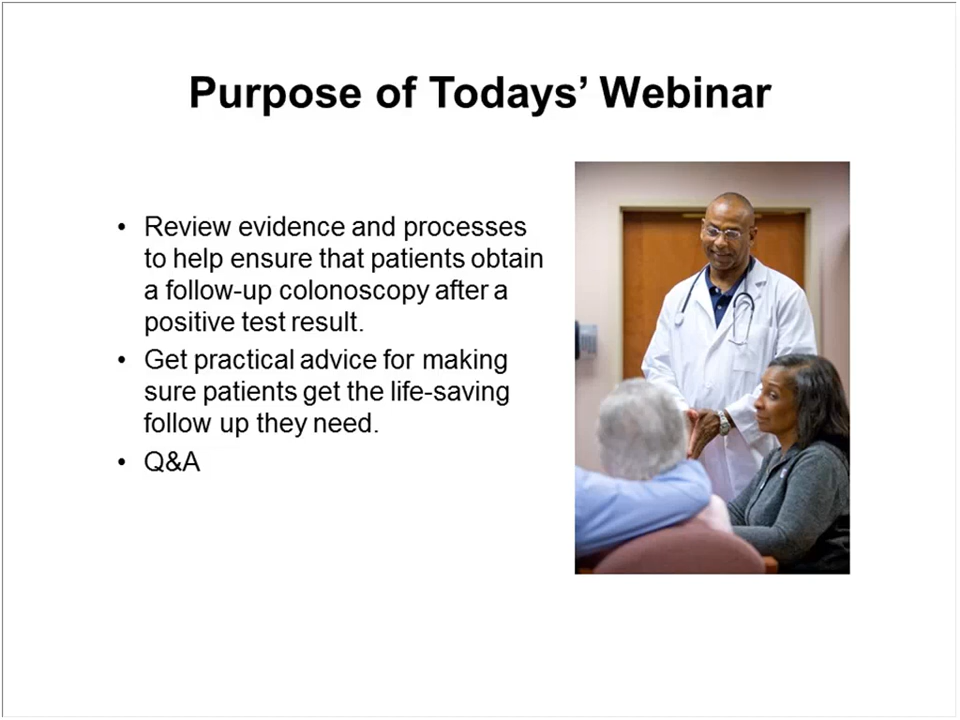 Purpose of Todays’ Webinar
• Review evidence and processes
to help ensure that patients obtain
a follow-up colonoscopy after a
positive test result.
• Get practical advice for making
sure patients get the life-saving
follow up they need.
• Q&A